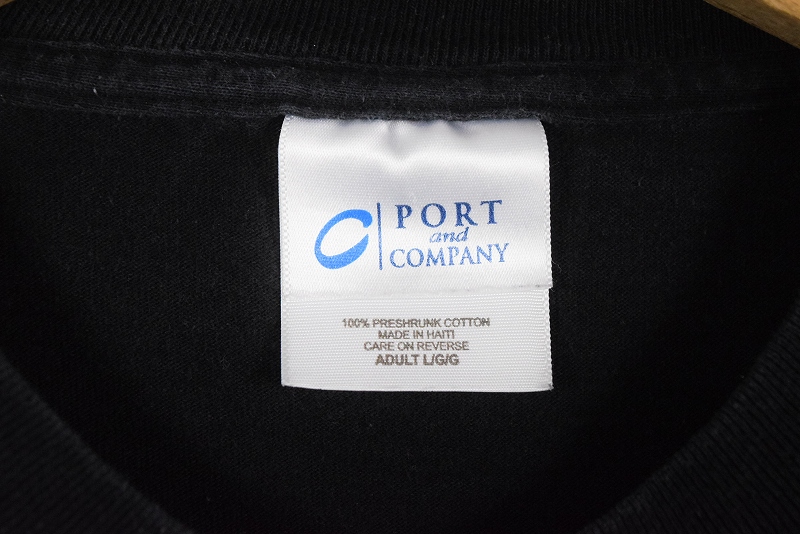 PORT
and
COMPANY
100% PRESHRUNK COTTON
MADE IN HAITI
CARE ON REVERSE
ADULT L/G/G